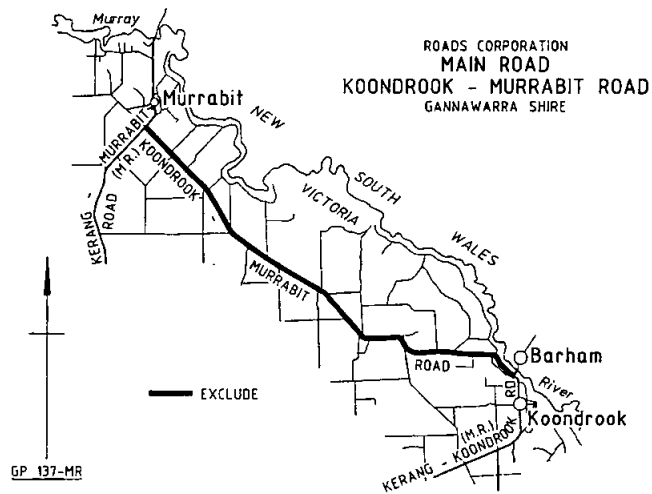 ROADS CORPORATION
MAIN ROAD
KOONDROOK - MURRABIT ROAD
GANNAWARRA SHIRE
Murray
Murrabit
NEW
SOUTH
WALES
VICTORIA
MURRABIT
(M.R.)
KOONDROOK
KERANG -
ROAD
MURRABIT
ROAD
Barham
River
RD
Koondrook
(M.R.)
KERANG - KOONDROOK
EXCLUDE
GP 137-MR